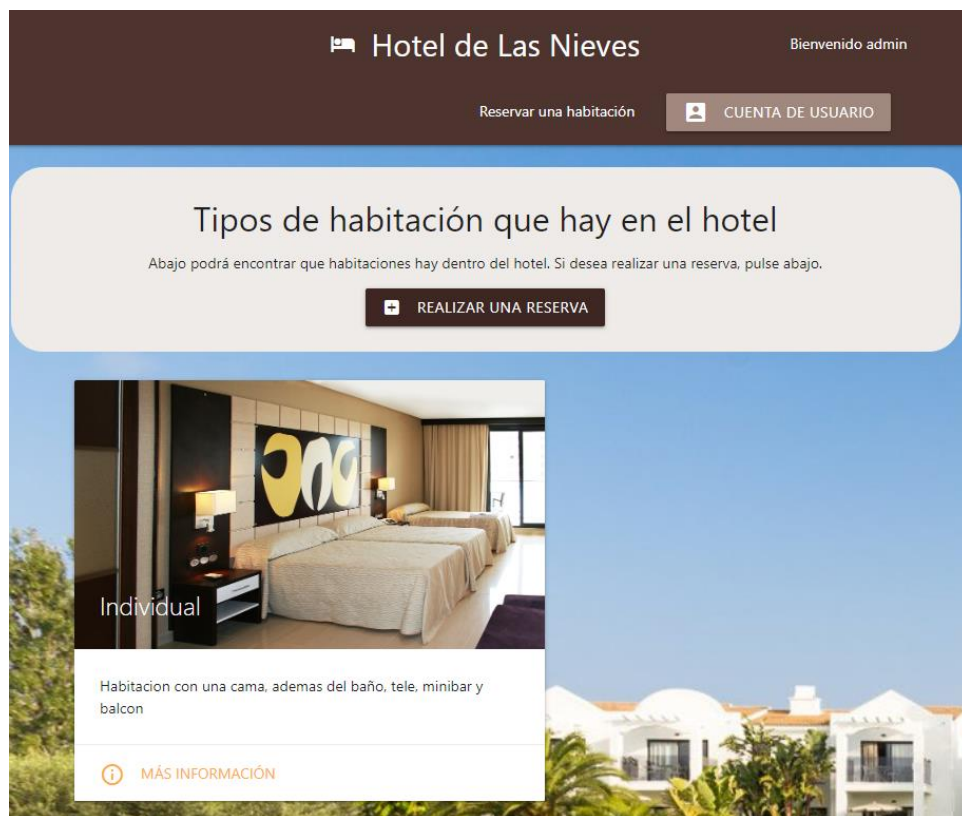 Hotel de Las Nieves
Bienvenido admin
Reservar una habitación
CUENTA DE USUARIO
Tipos de habitación que hay en el hotel
Abajo podrá encontrar que habitaciones hay dentro del hotel. Si desea realizar una reserva, pulse abajo.
REALIZAR UNA RESERVA
Individual
Habitacion con una cama, ademas del baño, tele, minibar y
balcon
MÁS INFORMACIÓN